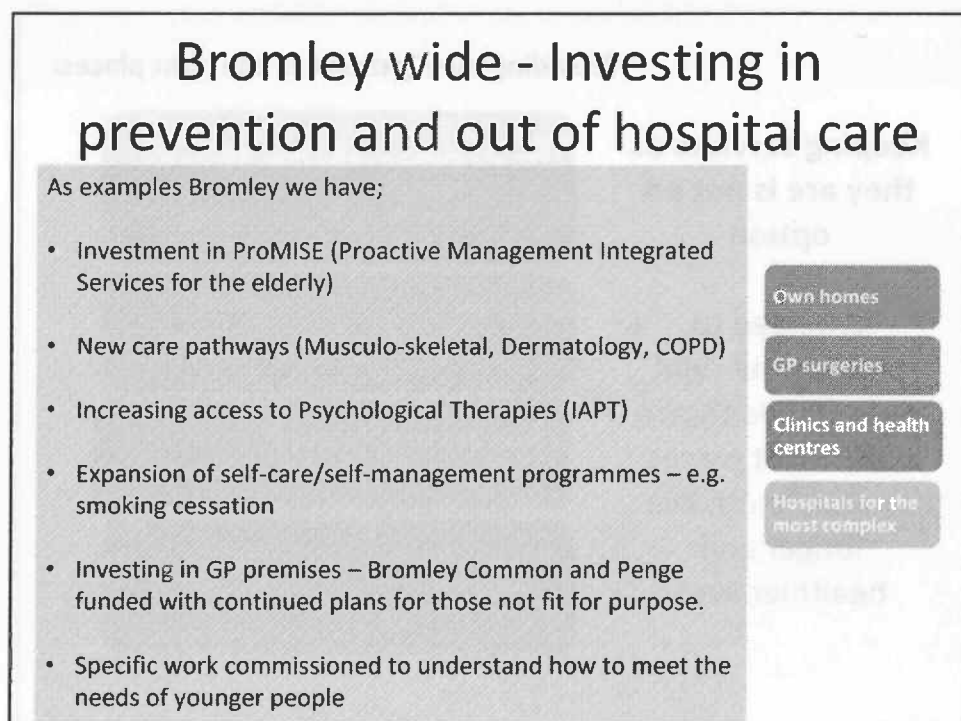 Bromley wide - Investing in
prevention and out of hospital care
As examples Bromley we have;
• Investment in ProMISE (Proactive Management Integrated
Services for the elderly)
• New care pathways (Musculo-skeletal, Dermatology, COPD)
• Increasing access to Psychological Therapies (IAPT)
• Expansion of self-care/self-management programmes – e.g.
smoking cessation
• Investing in GP premises – Bromley Common and Penge
funded with continued plans for those not fit for purpose.
• Specific work commissioned to understand how to meet the
needs of younger people
Own homes
GP surgeries
Clinics and health
centres
Hospitals for the
most complex